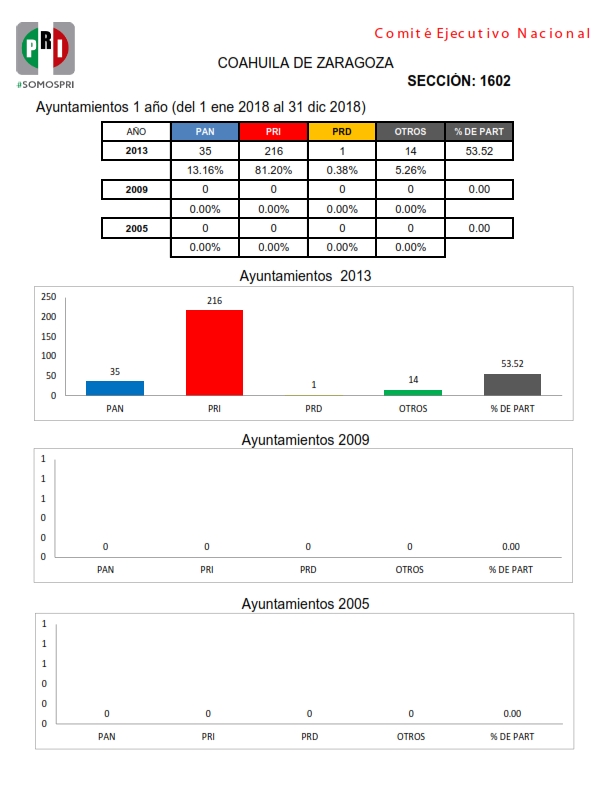 Comité Ejecutivo Nacional
PRI
#SOMOSPRI
COAHUILA DE ZARAGOZA
SECCIÓN: 1602
Ayuntamientos 1 año (del 1 ene 2018 al 31 dic 2018)
AÑO PAN PRI PRD OTROS % DE PART
2013 35 216 1 14 53.52
13.16% 81.20% 0.38% 5.26%
2009 0 0 0 0 0.00
0.00% 0.00% 0.00% 0.00%
2005 0 0 0 0 0.00
0.00% 0.00% 0.00% 0.00%
Ayuntamientos 2013
250
200
150
100
50
0
35 216 1 14 53.52
PAN PRI PRD OTROS % DE PART
Ayuntamientos 2009
1
1
1
0
0
0
0 0 0 0 0.00
PAN PRI PRD OTROS % DE PART
Ayuntamientos 2005
1
1
1
0
0
0
0 0 0 0 0.00
PAN PRI PRD OTROS % DE PART